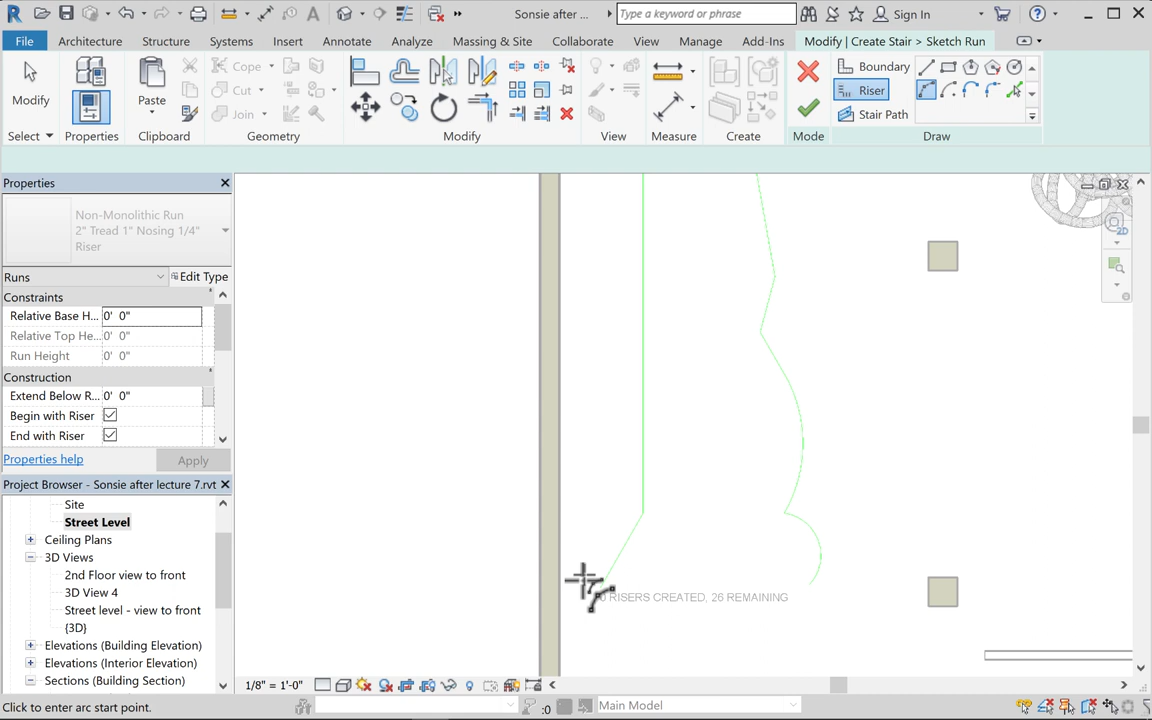 Sonsie after ...
Type a keyword or phrase
Sign In
File
Architecture
Structure
Systems
Insert
Annotate
Analyze
Massing & Site
Collaborate
View
Manage
Add-Ins
Modify | Create Stair > Sketch Run
Modify
Paste
Cope
Cut
Join
Boundary
Riser
Stair Path
Select
Properties
Clipboard
Geometry
Modify
View
Measure
Create
Mode
Draw
Properties
Non-Monolithic Run
2" Tread 1" Nosing 1/4"
Riser
Runs
Edit Type
Constraints
Relative Base H... 0' 0"
Relative Top He... 0' 0"
Run Height 0' 0"
Construction
Extend Below R... 0' 0"
Begin with Riser
End with Riser
Properties help
Apply
Project Browser - Sonsie after lecture 7.rvt
Site
Street Level
Ceiling Plans
3D Views
2nd Floor view to front
3D View 4
Street level - view to front
{3D}
Elevations (Building Elevation)
Elevations (Interior Elevation)
Sections (Building Section)
RISERS CREATED, 26 REMAINING
2D
1/8" = 1'-0"
Click to enter arc start point.
:0
Main Model